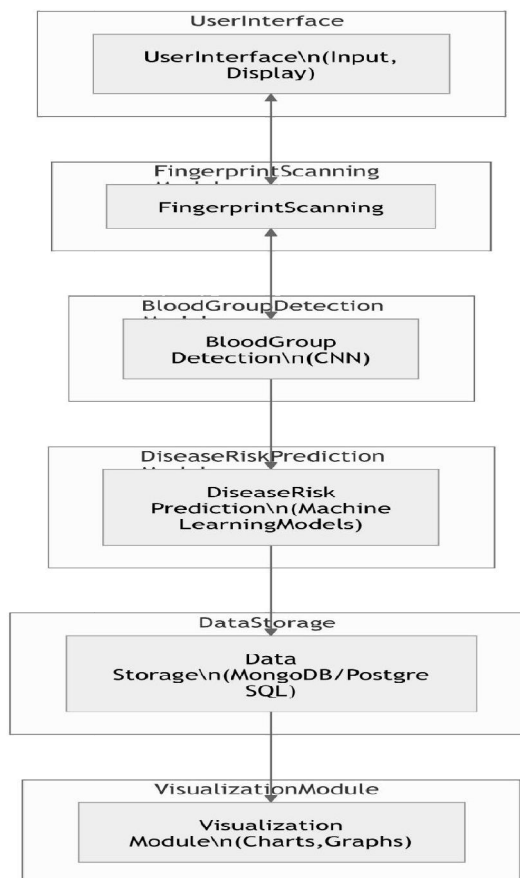 UserInterface
UserInterface\n(Input,
Display)
FingerprintScanning
FingerprintScanning
BloodGroupDetection
BloodGroup
Detection\n(CNN)
DiseaseRiskPrediction
DiseaseRisk
Prediction\n(Machine
LearningModels)
DataStorage
Data
Storage\n(MongoDB/Postgre
SQL)
VisualizationModule
Visualization
Module\n(Charts,Graphs)